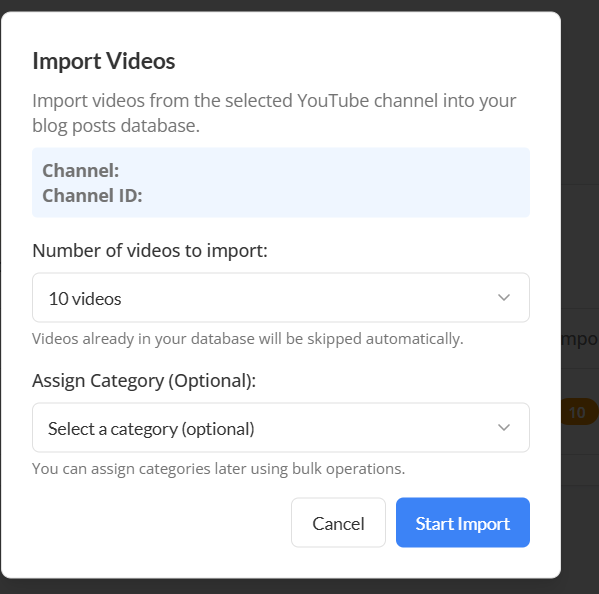 Import Videos
Import videos from the selected YouTube channel into your
blog posts database.
Channel:
Channel ID:
Number of videos to import:
10 videos
Videos already in your database will be skipped automatically.
Assign Category (Optional):
Select a category (optional)
You can assign categories later using bulk operations.
Cancel
Start Import
mpo
10